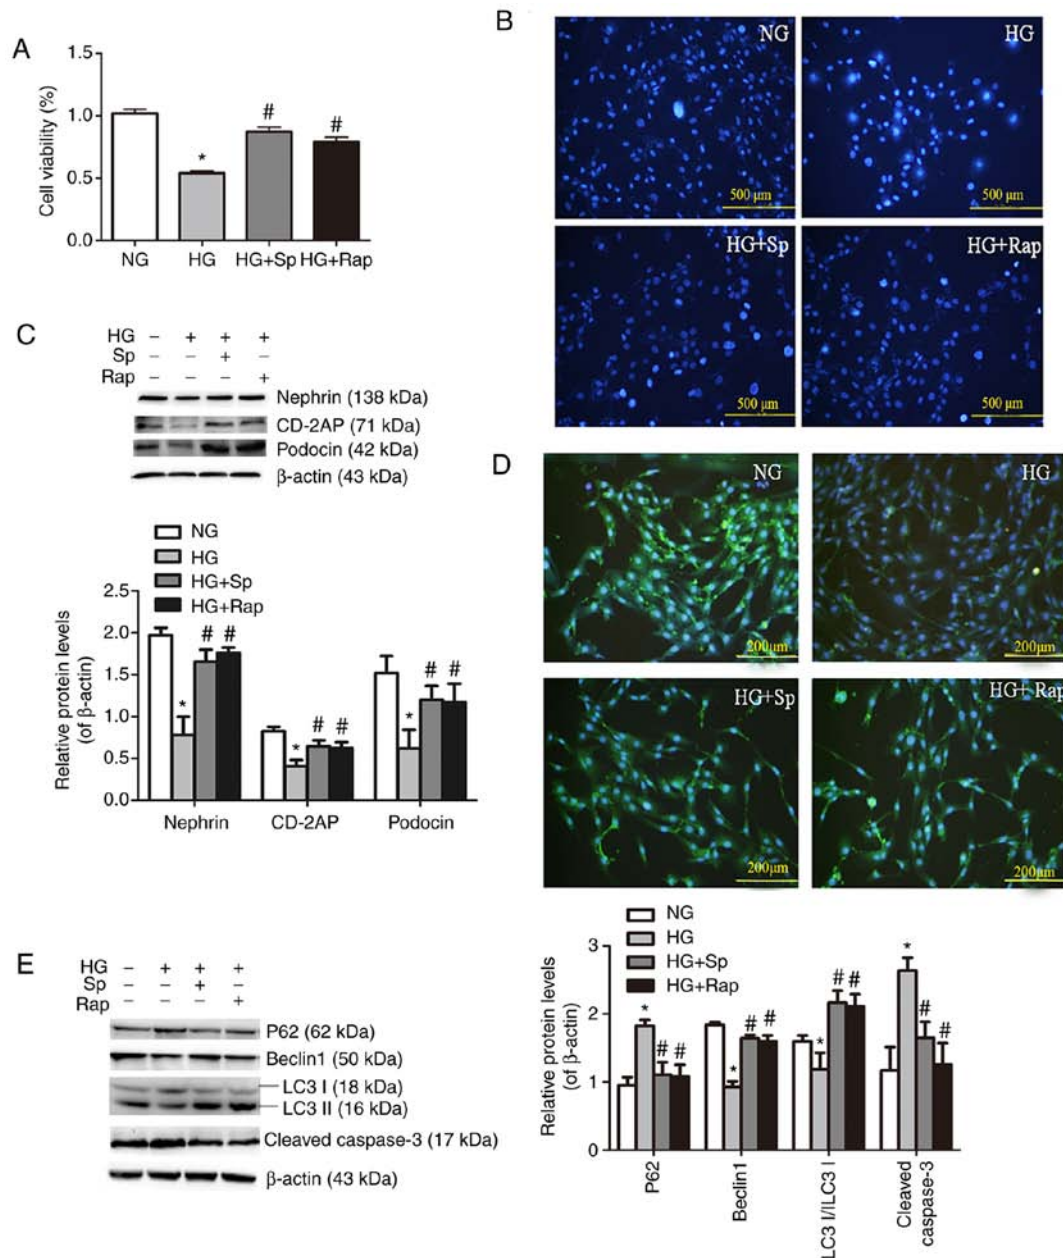 A
Cell viability (%)
1.5
1.0
0.5
0.0
*
#
#
NG HG HG+Sp HG+Rap
B
NG
500 μm
HG
500 μm
HG+Sp
500 μm
HG+Rap
500 μm
C
HG – + + +
Sp – – + –
Rap – – – +
Nephrin (138 kDa)
CD-2AP (71 kDa)
Podocin (42 kDa)
β-actin (43 kDa)
NG
HG
HG+Sp
HG+Rap
Relative protein levels
(of β-actin)
2.5
2.0
1.5
1.0
0.5
0.0
* # #
* # #
* # #
Nephrin CD-2AP Podocin
D
NG
200μm
HG
200μm
HG+Sp
200μm
HG+ Rap
200μm
E
HG – + + +
Sp – – + –
Rap – – – +
P62 (62 kDa)
Beclin1 (50 kDa)
LC3 I (18 kDa)
LC3 II (16 kDa)
Cleaved caspase-3 (17 kDa)
β-actin (43 kDa)
NG
HG
HG+Sp
HG+Rap
Relative protein levels
(of β-actin)
3
2
1
0
* # #
* # #
* # #
* # #
P62
Beclin1
LC3 I/ILC3 I
Cleaved
caspase-3